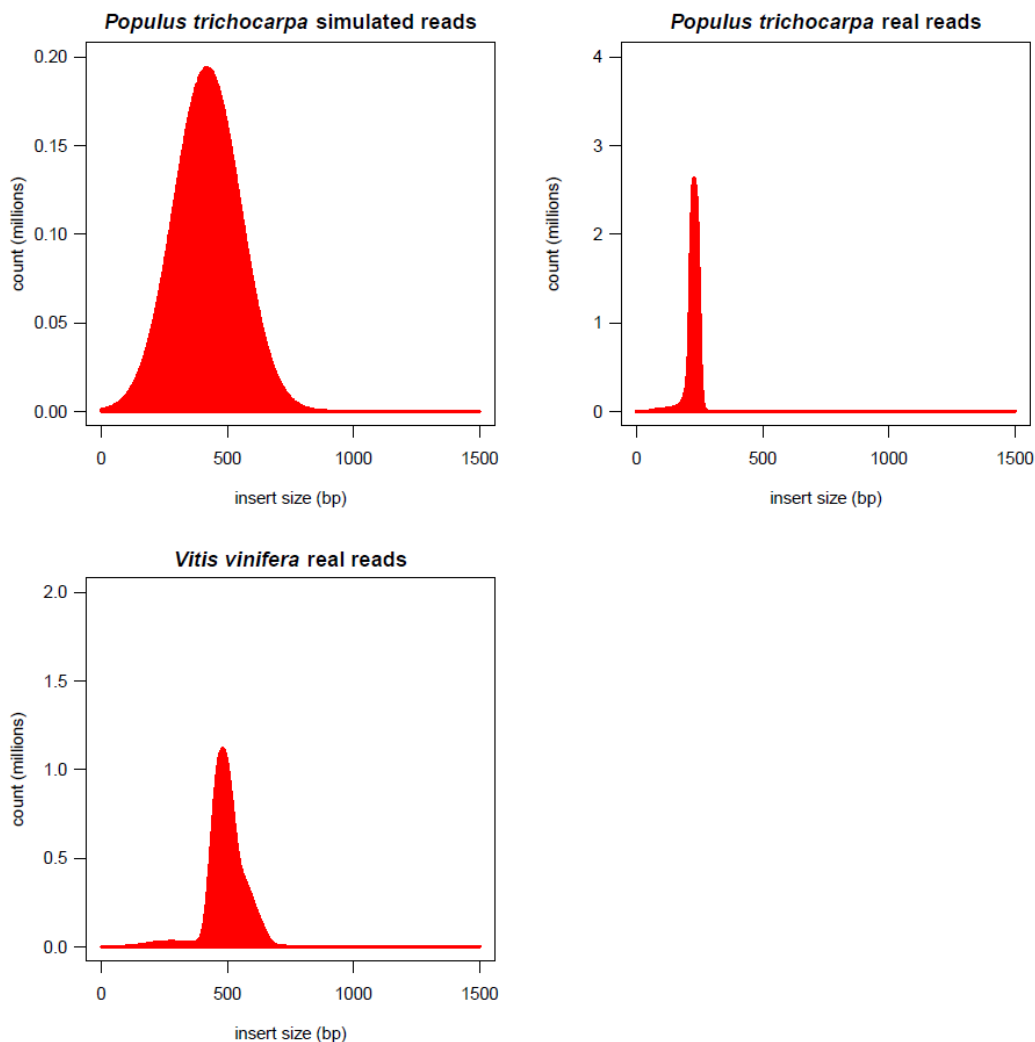 Populus trichocarpa simulated reads
0.20
0.15
0.10
0.05
0.00
count (millions)
0 500 1000 1500
insert size (bp)
Populus trichocarpa real reads
4
3
2
1
0
count (millions)
0 500 1000 1500
insert size (bp)
Vitis vinifera real reads
2.0
1.5
1.0
0.5
0.0
count (millions)
0 500 1000 1500
insert size (bp)